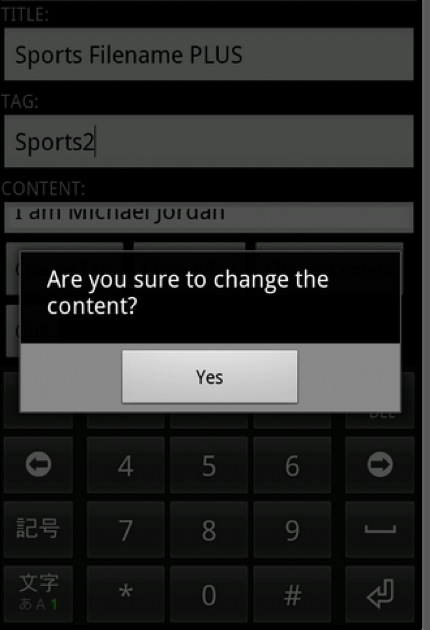 TITLE:
Sports Filename PLUS
TAG:
Sports2
CONTENT:
I am Michael Jordan
Are you sure to change the
content?
Yes
DEL
4 5 6
記号 7 8 9
文字
あA1 * 0 #